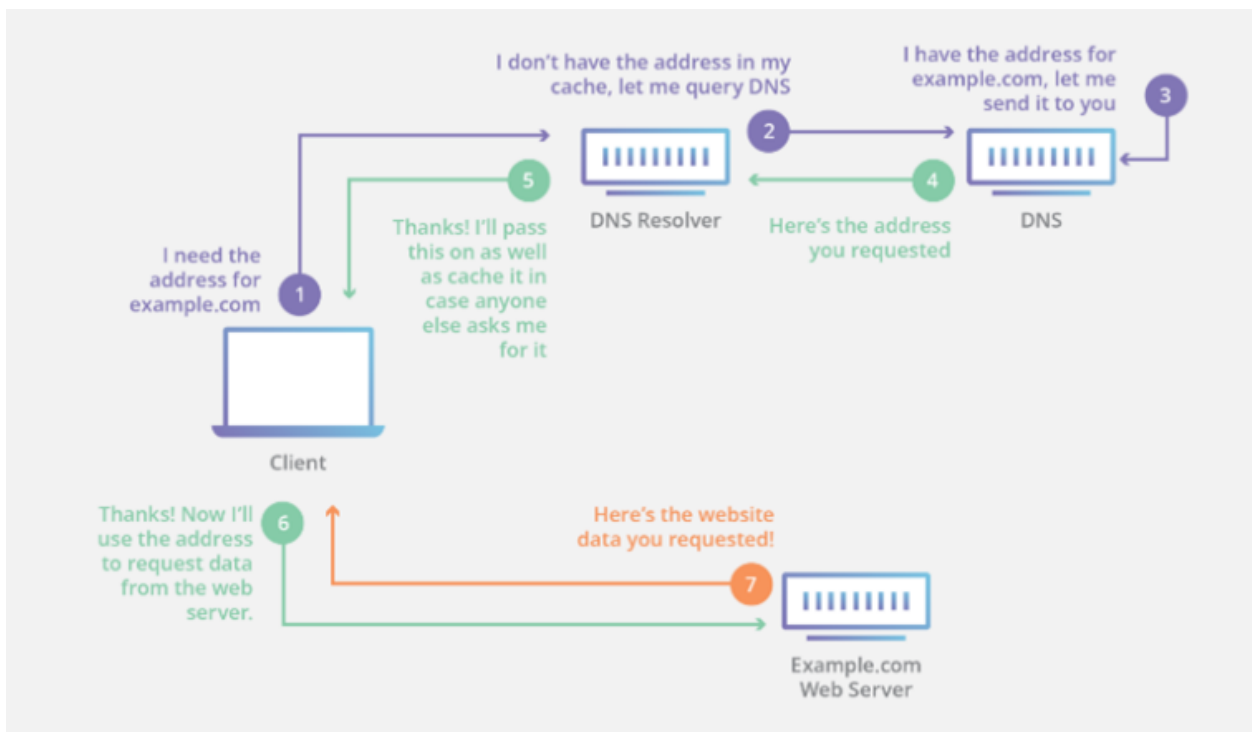 I don't have the address in my
cache, let me query DNS
I have the address for
example.com, let me
send it to you
3
2
5
4
DNS Resolver
DNS
Thanks! I'll pass
this on as well
as cache it in
case anyone
else asks me
for it
Here's the address
you requested
I need the
address for
example.com
1
Client
Thanks! Now I'll
use the address
to request data
from the web
server.
6
Here's the website
data you requested!
7
Example.com
Web Server